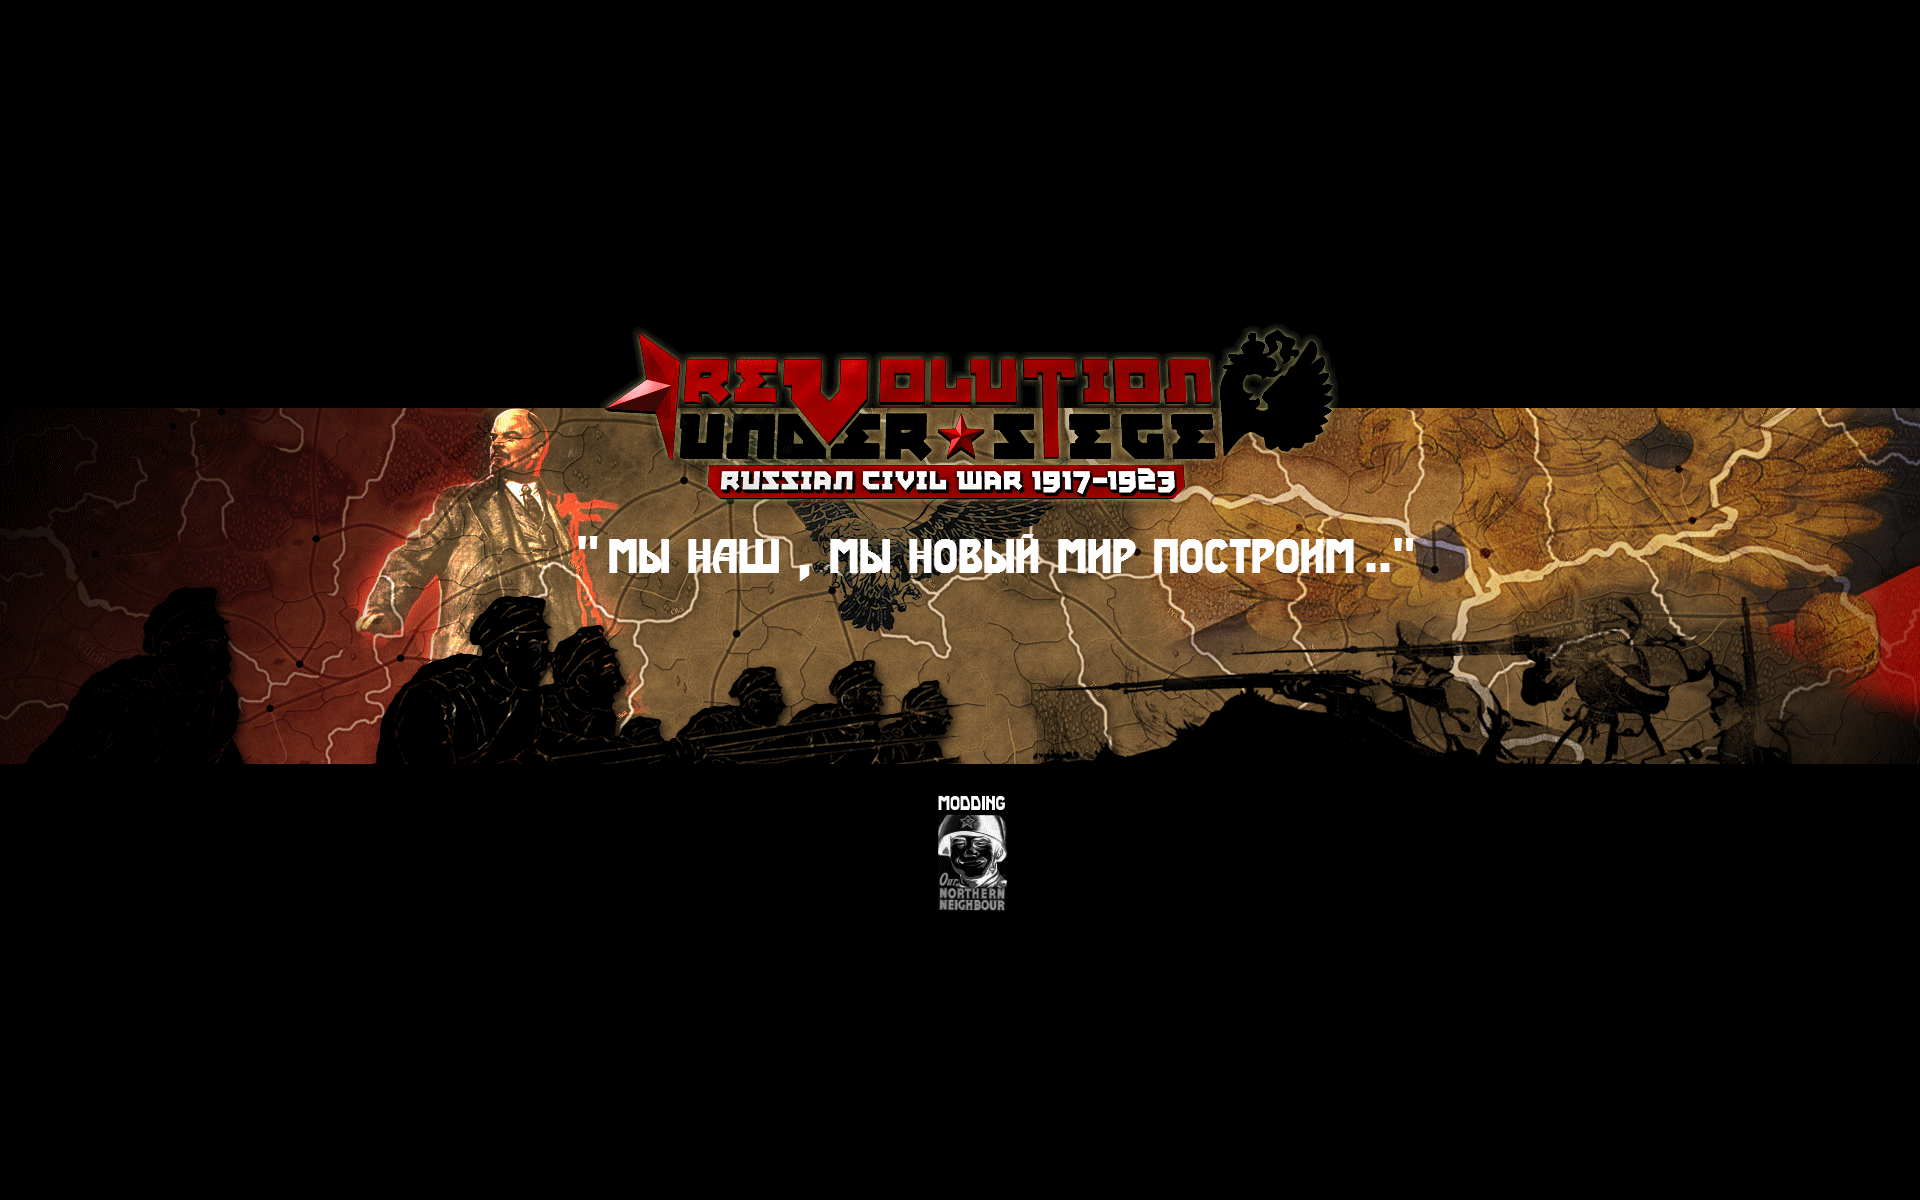 REVOLUTION
UNDER SIEGE
RUSSIAN CIVIL WAR 1917-1923
" МЫ НАШ , МЫ НОВЫЙ МИР ПОСТРОИМ .."
MODDING
OUR
NORTHERN
NEIGHBOUR